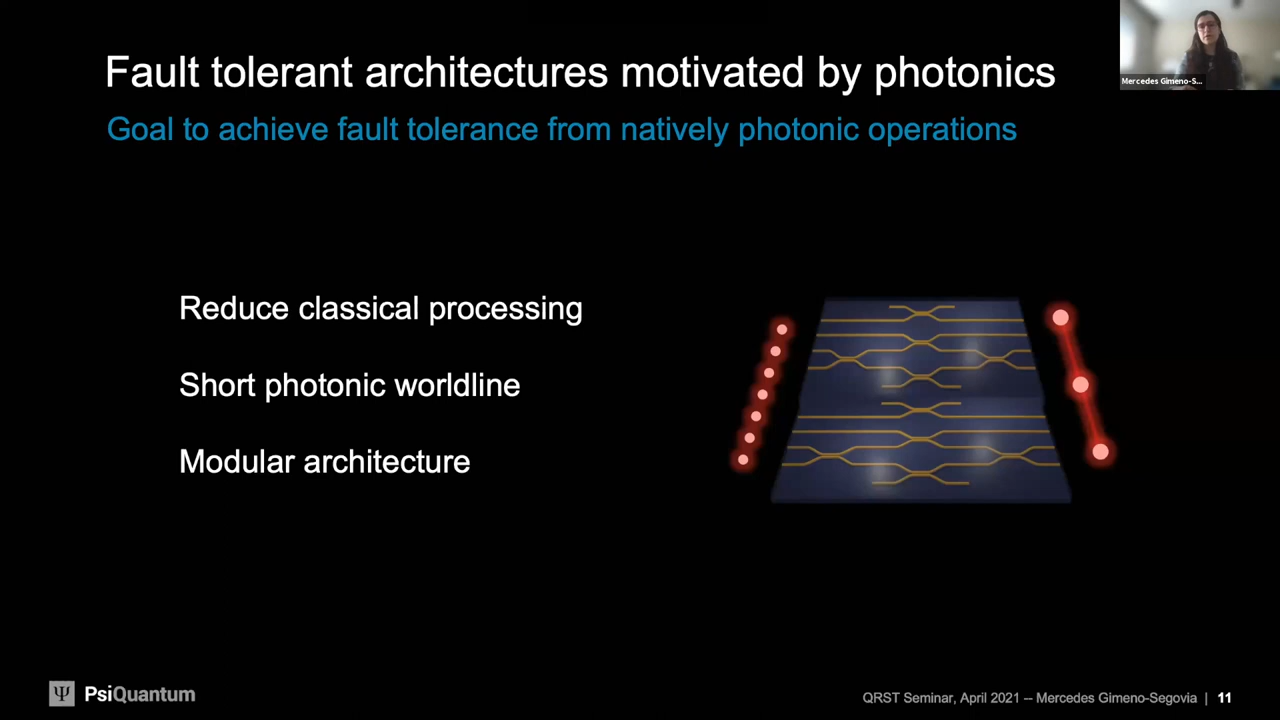 Fault tolerant architectures motivated by photonics
Mercedes Gimeno-S...
Goal to achieve fault tolerance from natively photonic operations
Reduce classical processing
Short photonic worldline
Modular architecture
Ψ PsiQuantum
QRST Seminar, April 2021 -- Mercedes Gimeno-Segovia | 11